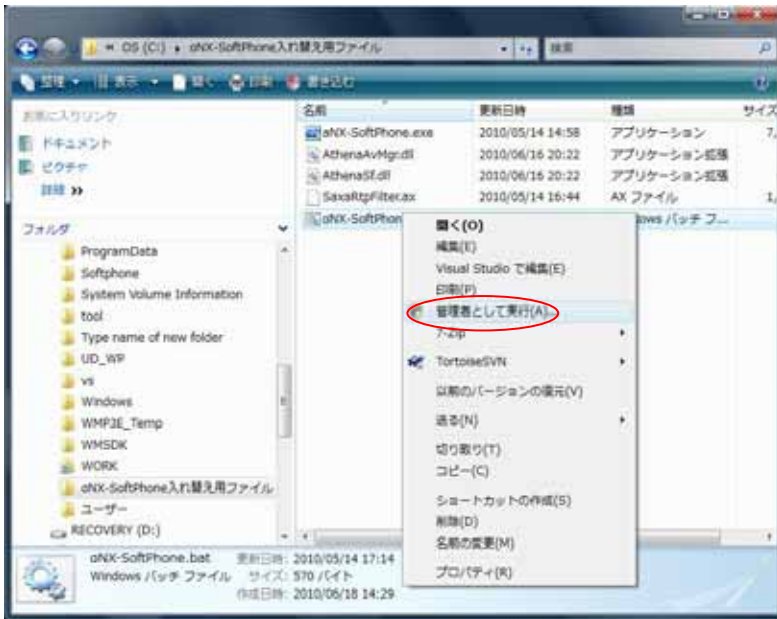 « OS (C:) ▸ aNX-SoftPhone入れ替え用ファイル
検索
整理 表示 開く 印刷 書き込む
お気に入りリンク
ドキュメント
ピクチャ
詳細 »
フォルダ
ProgramData
Softphone
System Volume Information
tool
Type name of new folder
UD_WP
vs
Windows
WMP3E_Temp
WMSDK
WORK
aNX-SoftPhone入れ替え用ファイル
ユーザー
RECOVERY (D:)
名前 更新日時 種類 サイズ
aNX-SoftPhone.exe 2010/05/14 14:58 アプリケーション 7,
AthenaAvMgr.dll 2010/06/16 20:22 アプリケーション拡張
AthenaSf.dll 2010/06/16 20:22 アプリケーション拡張
SaxaRtpFilter.ax 2010/05/14 16:44 AX ファイル 1,
aNX-SoftPhon ows バッチ フ...
開く(O)
編集(E)
Visual Studio で編集(E)
印刷(P)
管理者として実行(A)...
7-Zip
TortoiseSVN
以前のバージョンの復元(V)
送る(N)
切り取り(T)
コピー(C)
ショートカットの作成(S)
削除(D)
名前の変更(M)
プロパティ(R)
aNX-SoftPhone.bat 更新日時: 2010/05/14 17:14
Windows バッチ ファイル サイズ: 570 バイト
作成日時: 2010/06/18 14:29